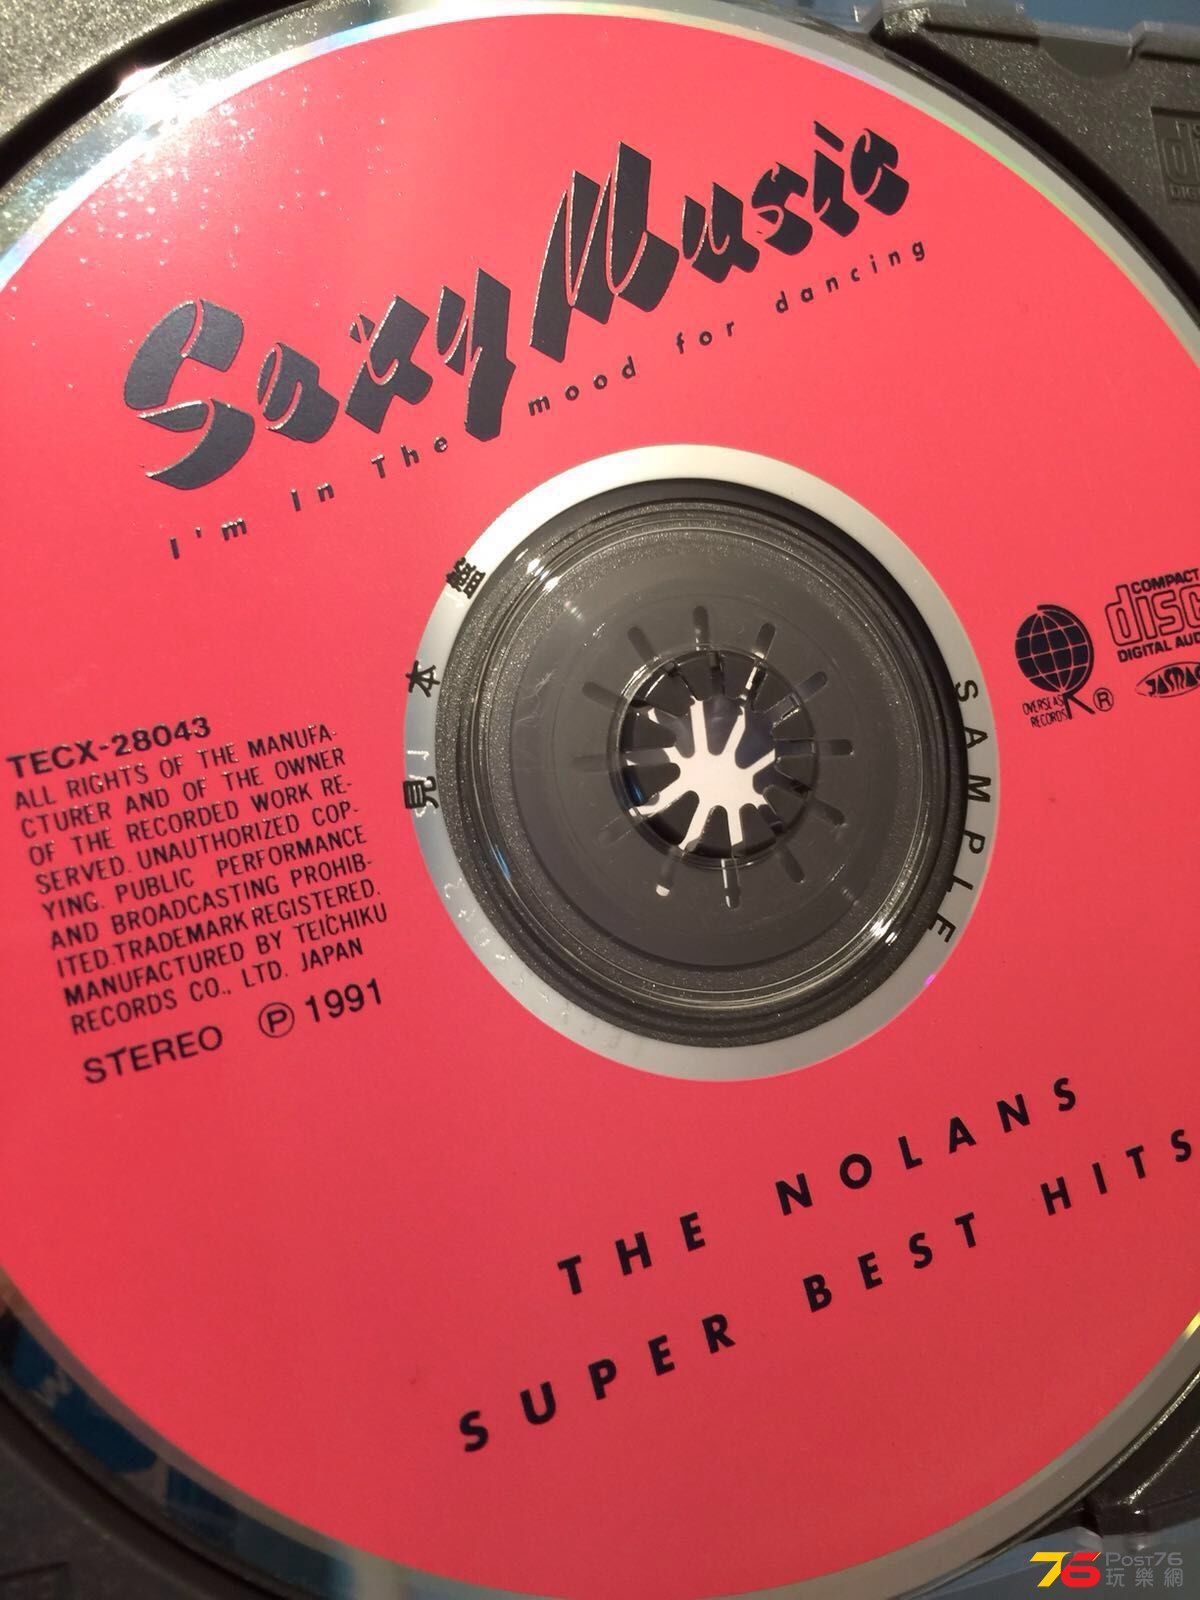 Sexy Music
I'm In The mood for dancing
見本盤
SAMPLE
COMPACT
disc
DIGITAL AUD
OVERSEAS
RECORDS
R
JASRAC
TECX-28043
ALL RIGHTS OF THE MANUFA-
CTURER AND OF THE OWNER
OF THE RECORDED WORK RE-
SERVED. UNAUTHORIZED COP-
YING. PUBLIC PERFORMANCE
AND BROADCASTING PROHIB-
ITED. TRADEMARK REGISTERED.
MANUFACTURED BY TEICHIKU
RECORDS CO., LTD. JAPAN
STEREO Ⓟ 1991
THE NOLANS
SUPER BEST HITS
76 Post76
玩樂網